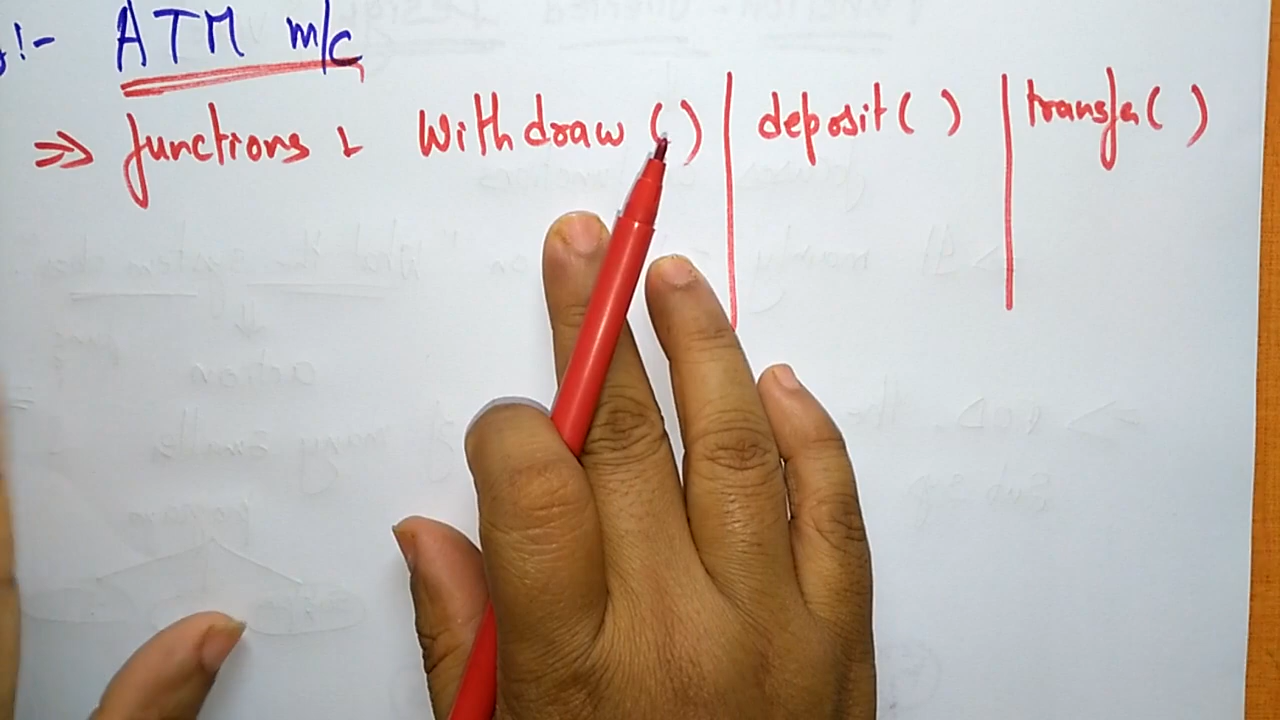 :- ATM m/c
=>> functions : Withdraw () | deposit( ) | transfer( )